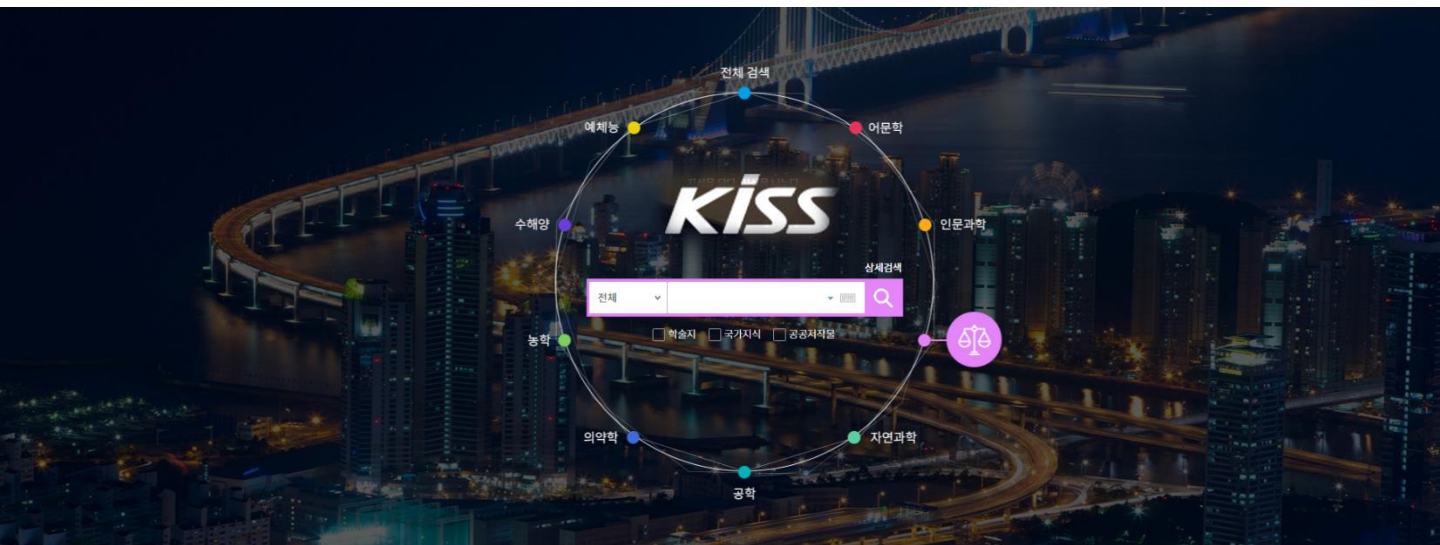 전체 검색
예체능
어문학
KiSS
수해양
인문과학
상세검색
전체
학술지 국가지식 공공저작물
농학
의약학
자연과학
공학